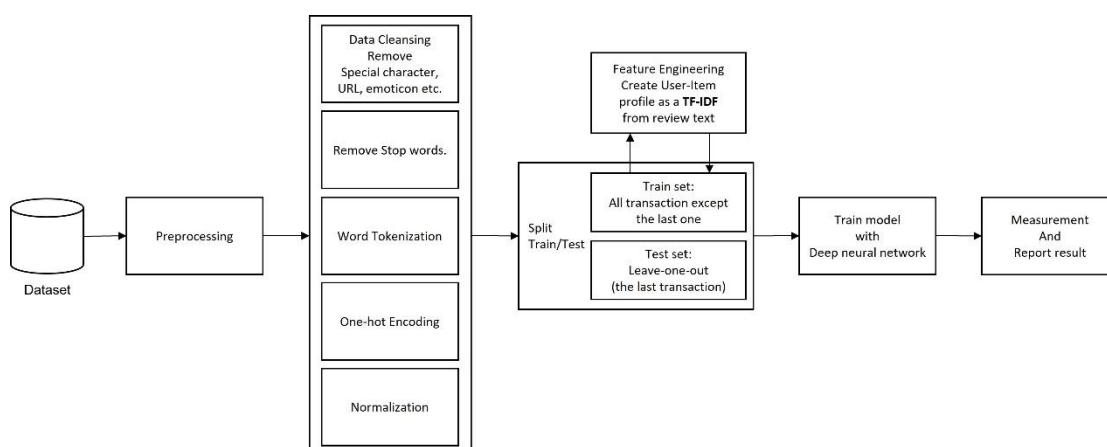 Dataset
Preprocessing
Data Cleansing
Remove
Special character,
URL, emoticon etc.
Remove Stop words.
Word Tokenization
One-hot Encoding
Normalization
Split
Train/Test
Feature Engineering
Create User-Item
profile as a TF-IDF
from review text
Train set:
All transaction except
the last one
Test set:
Leave-one-out
(the last transaction)
Train model
with
Deep neural network
Measurement
And
Report result